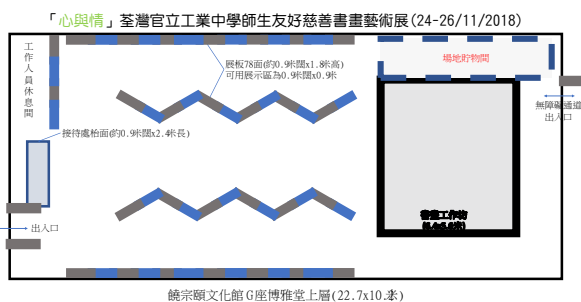 「心與情」荃灣官立工業中學師生友好慈善書畫藝術展(24-26/11/2018)
工作人員休息間
展板78面(約0.9米闊x1.8米高)
可用展示區為0.9米闊x0.9米
場地貯物間
無障礙通道
出入口
接待處枱面(約0.9米闊x2.4米長)
出入口
書畫工作坊
饒宗頤文化館G座博雅堂上層(22.7x10.2米)